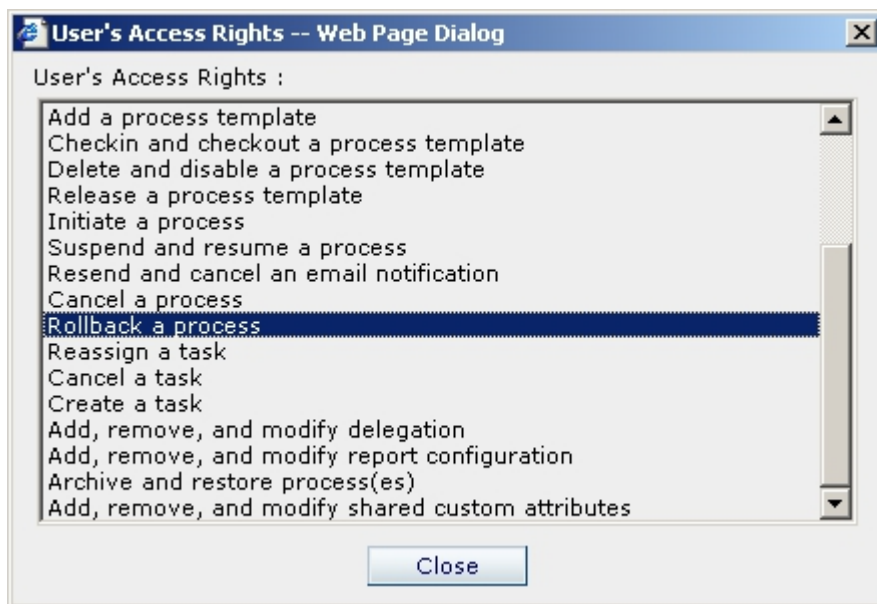 User's Access Rights -- Web Page Dialog
User's Access Rights :
Add a process template
Checkin and checkout a process template
Delete and disable a process template
Release a process template
Initiate a process
Suspend and resume a process
Resend and cancel an email notification
Cancel a process
Rollback a process
Reassign a task
Cancel a task
Create a task
Add, remove, and modify delegation
Add, remove, and modify report configuration
Archive and restore process(es)
Add, remove, and modify shared custom attributes
Close